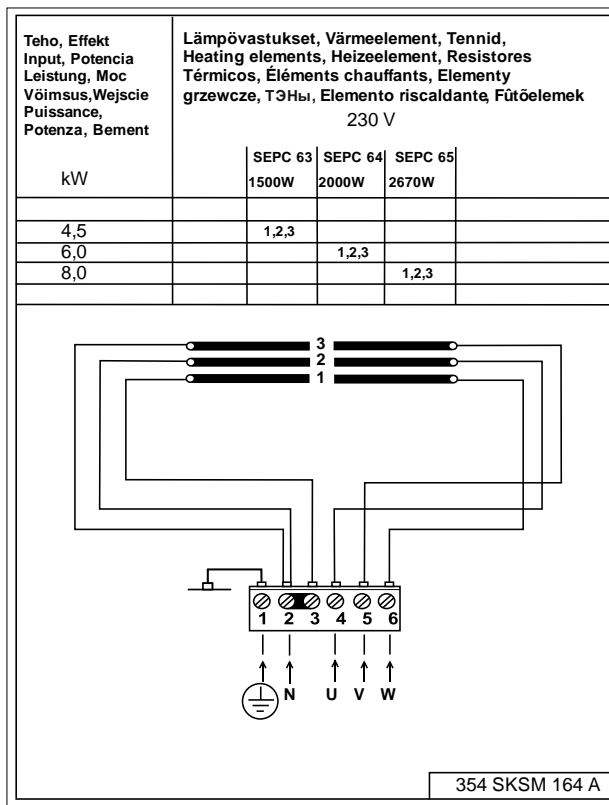 Teho, Effekt
Input, Potencia
Leistung, Moc
Vöimsus,Wejscie
Puissance,
Potenza, Bement
Lämpövastukset, Värmeelement, Tennid,
Heating elements, Heizeelement, Resistores
Térmicos, Éléments chauffants, Elementy
grzewcze, ТЭНы, Elemento riscaldante, Fûtõelemek
230 V
kW
SEPC 63 SEPC 64 SEPC 65
1500W 2000W 2670W
4,5 1,2,3
6,0 1,2,3
8,0 1,2,3
3
2
1
1 2 3 4 5 6
N U V W
354 SKSM 164 A